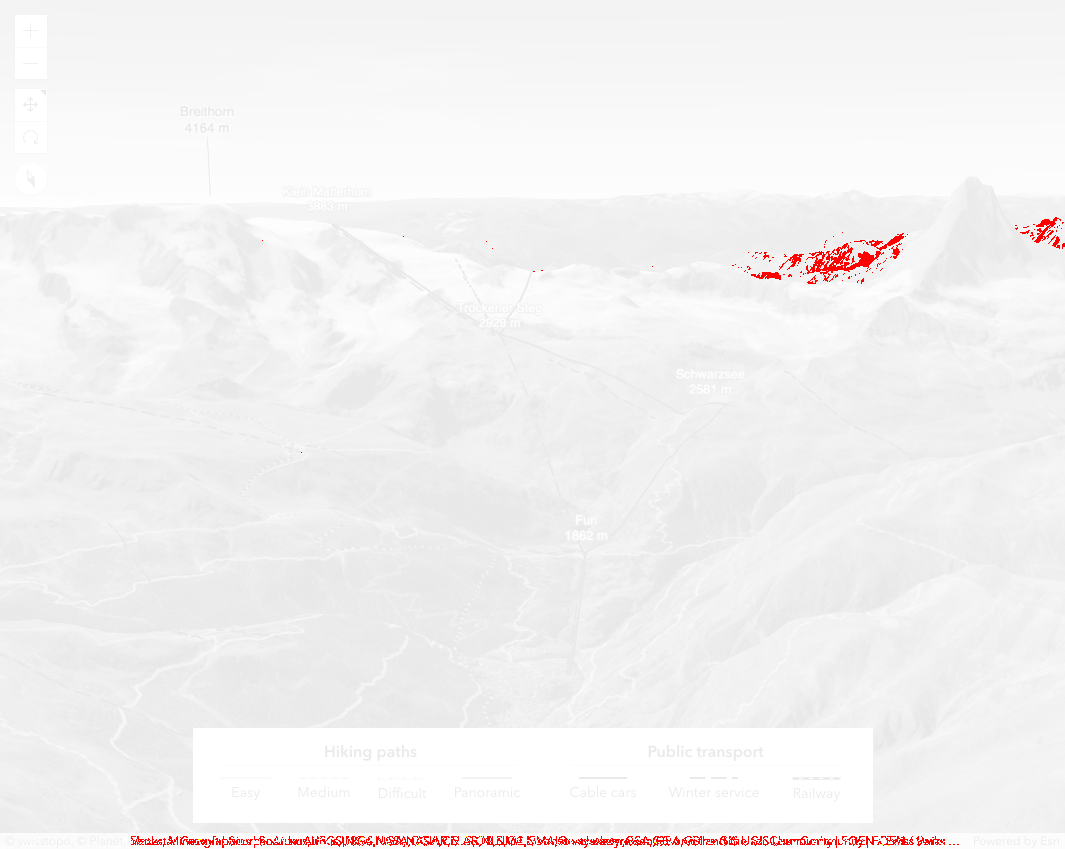 Breithorn
4164 m
Klein Matterhorn
3883 m
Trockener Steg
2929 m
Schwarzsee
2581 m
Furi
1862 m
Hiking paths
Public transport
Easy
Medium
Difficult
Panoramic
Cable cars
Winter service
Railway
© swisstopo, © Planet,
Powered by Esri